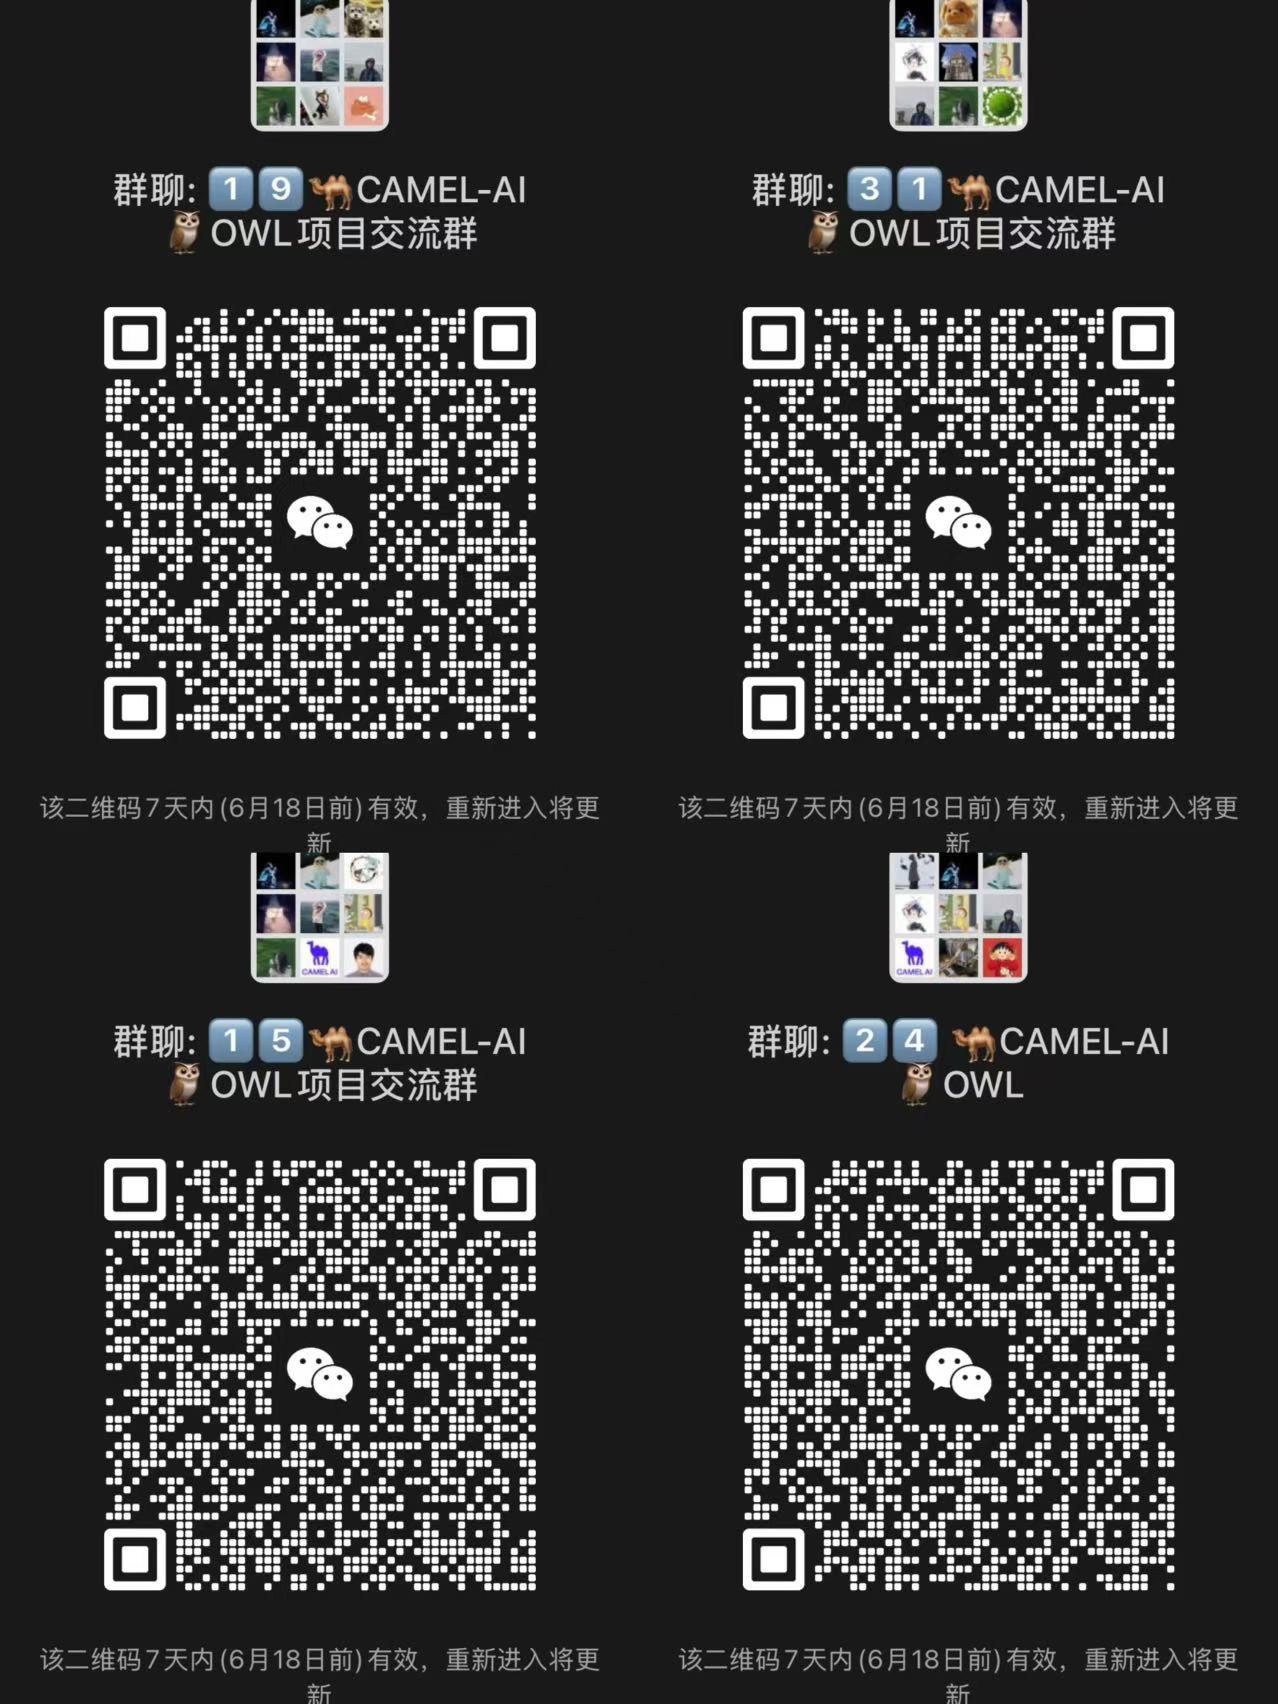 群聊: 1️⃣9️⃣🐫CAMEL-AI
🦉OWL项目交流群
该二维码7天内(6月18日前)有效，重新进入将更
新
群聊: 3️⃣1️⃣🐫CAMEL-AI
🦉OWL项目交流群
该二维码7天内(6月18日前)有效，重新进入将更
新
CAMEL AI
群聊: 1️⃣5️⃣🐫CAMEL-AI
🦉OWL项目交流群
该二维码7天内(6月18日前)有效，重新进入将更
新
CAMEL AI
群聊: 2️⃣4️⃣ 🐫CAMEL-AI
🦉OWL
该二维码7天内(6月18日前)有效，重新进入将更
新